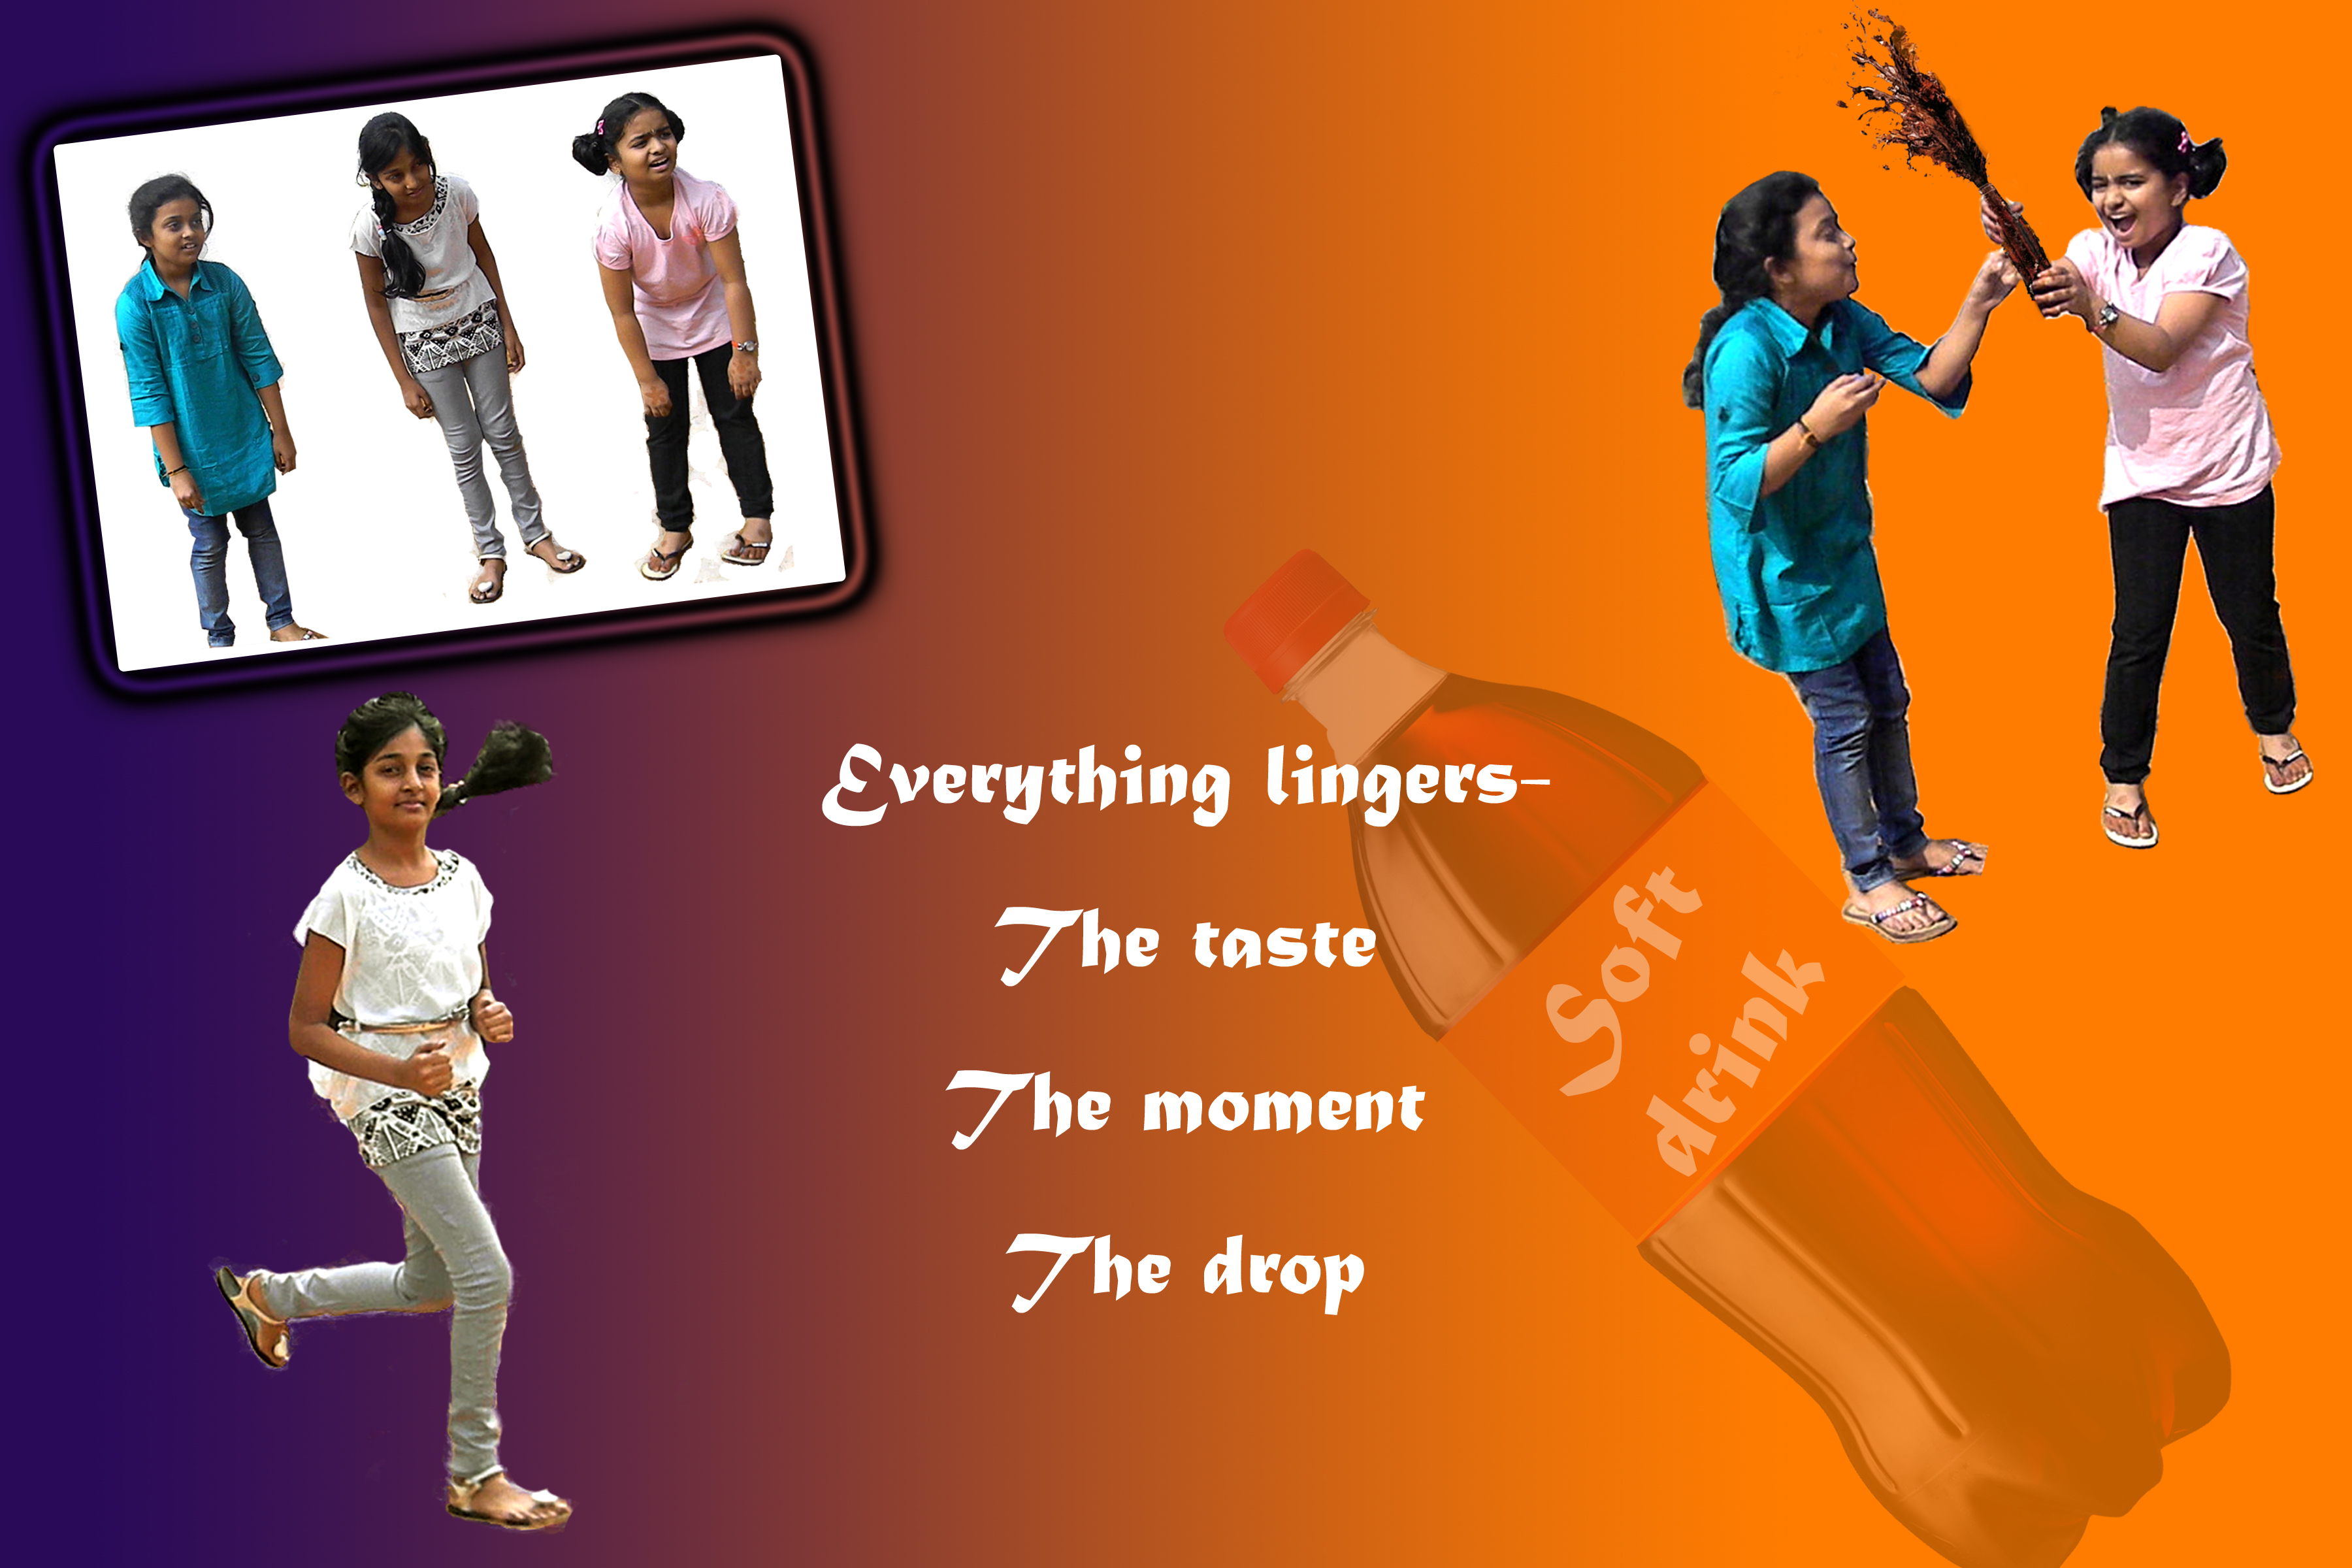 Everything lingers-
The taste
The moment
The drop
Soft
drink